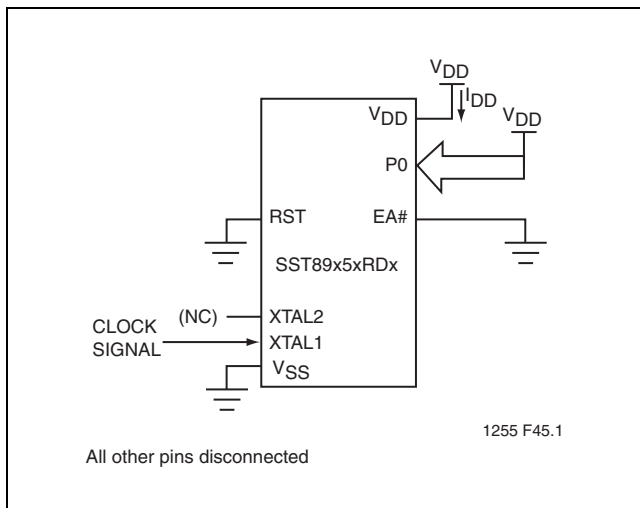 VDD
IDD
VDD
VDD
P0
RST
EA#
SST89x5xRDx
(NC)
XTAL2
CLOCK
SIGNAL
XTAL1
VSS
1255 F45.1
All other pins disconnected